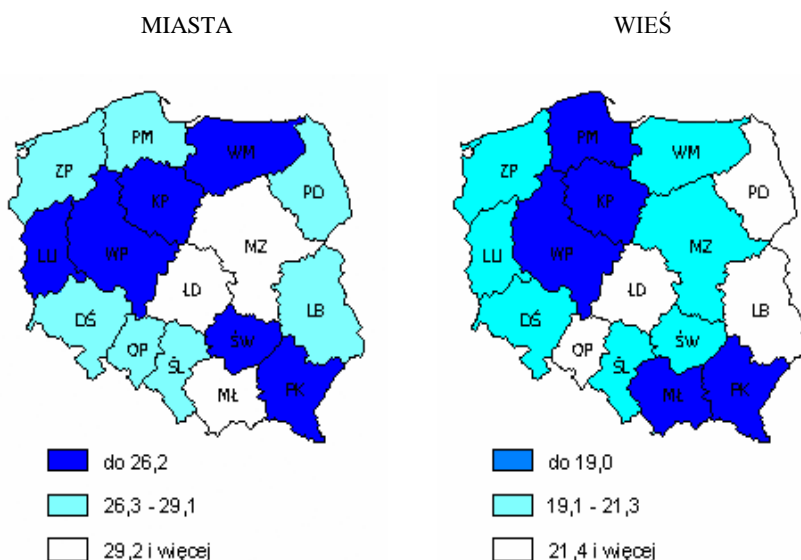 MIASTA
WIEŚ
ZP
PM
WM
PD
KP
LU
WP
MZ
ŁD
DŚ
LB
OP
ŚL
ŚW
MŁ
PK
do 26,2
26,3 - 29,1
29,2 i więcej
ZP
PM
WM
PD
KP
LU
WP
MZ
ŁD
DŚ
LB
OP
ŚL
ŚW
MŁ
PK
do 19,0
19,1 - 21,3
21,4 i więcej